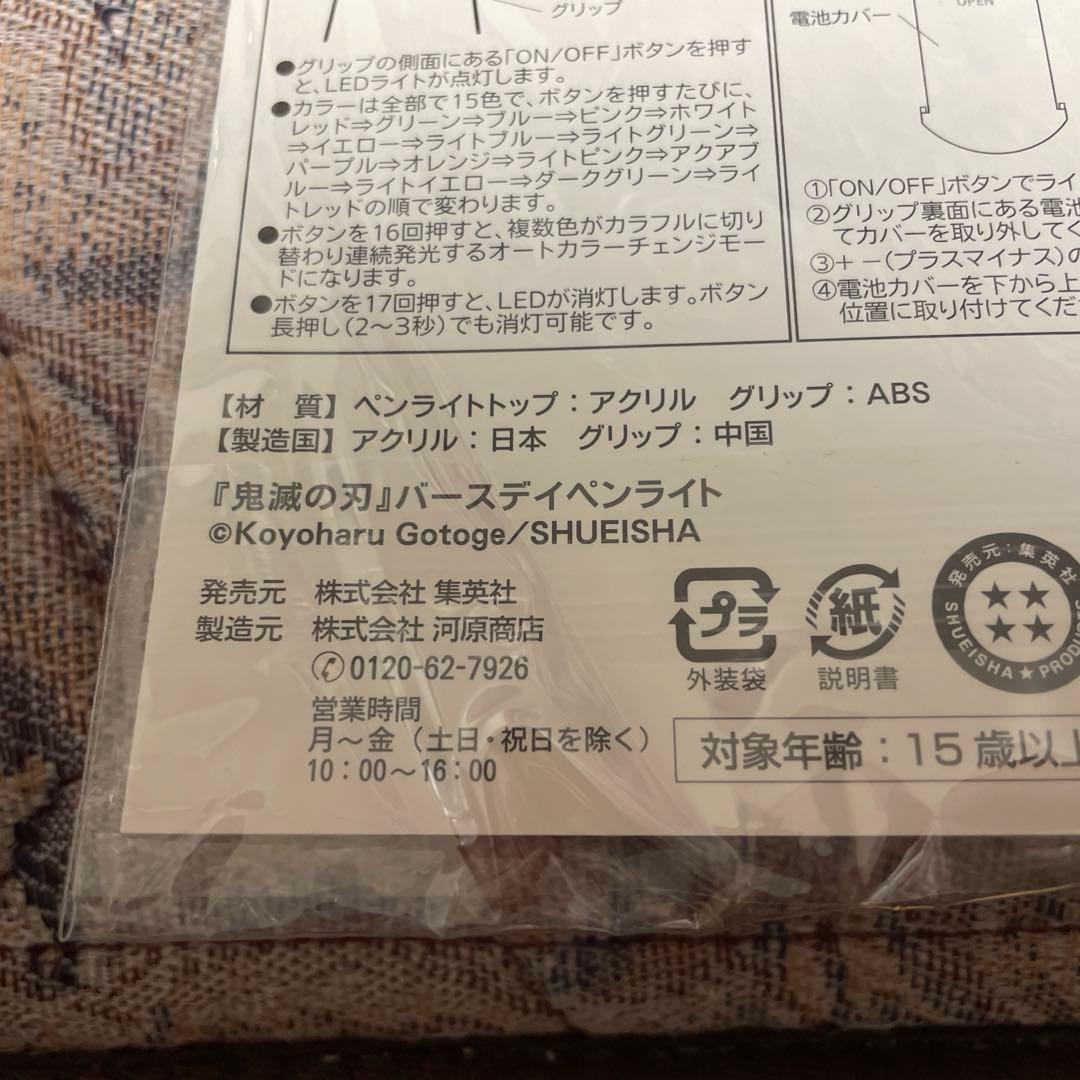 グリップ
●グリップの側面にある「ON/OFF」ボタンを押す
と、LEDライトが点灯します。
●カラーは全部で15色で、ボタンを押すたびに、
レッド⇒グリーン⇒ブルー⇒ピンク⇒ホワイト
⇒イエロー⇒ライトブルー⇒ライトグリーン⇒
パープル⇒オレンジ⇒ライトピンク⇒アクアブ
ルー⇒ライトイエロー⇒ダークグリーン⇒ライ
トレッドの順で変わります。
●ボタンを16回押すと、複数色がカラフルに切り
替わり連続発光するオートカラーチェンジモー
ドになります。
●ボタンを17回押すと、LEDが消灯します。ボタン
長押し(2〜3秒)でも消灯可能です。
OPEN
電池カバー
①「ON/OFF」ボタンでライ
②グリップ裏面にある電池
てカバーを取り外してく
③+ −(プラスマイナス)の
④電池カバーを下から上
位置に取り付けてくだ
【材　質】ペンライトトップ：アクリル　グリップ：ABS
【製造国】アクリル：日本　グリップ：中国
『鬼滅の刃』バースデイペンライト
©Koyoharu Gotoge/SHUEISHA
発売元　株式会社 集英社
製造元　株式会社 河原商店
✆0120-62-7926
営業時間
月〜金（土日・祝日を除く）
10：00〜16：00
プラ
外装袋
紙
説明書
発売元：集英社
SHUEISHA★PRODUC
対象年齢：15歳以上